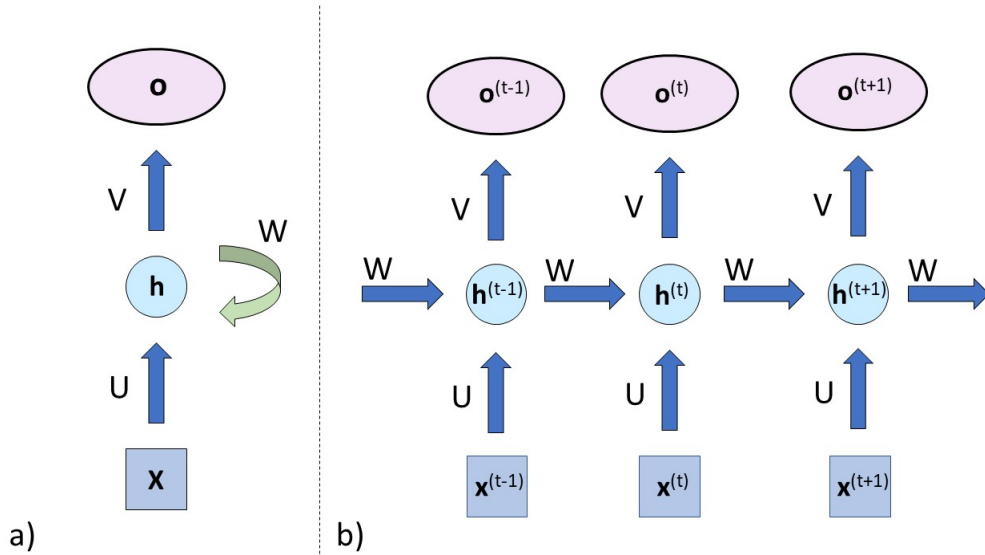 o
V
W
h
U
x
a)
o(t-1) o(t) o(t+1)
V V V
W W W W
h(t-1) h(t) h(t+1)
U U U
x(t-1) x(t) x(t+1)
b)